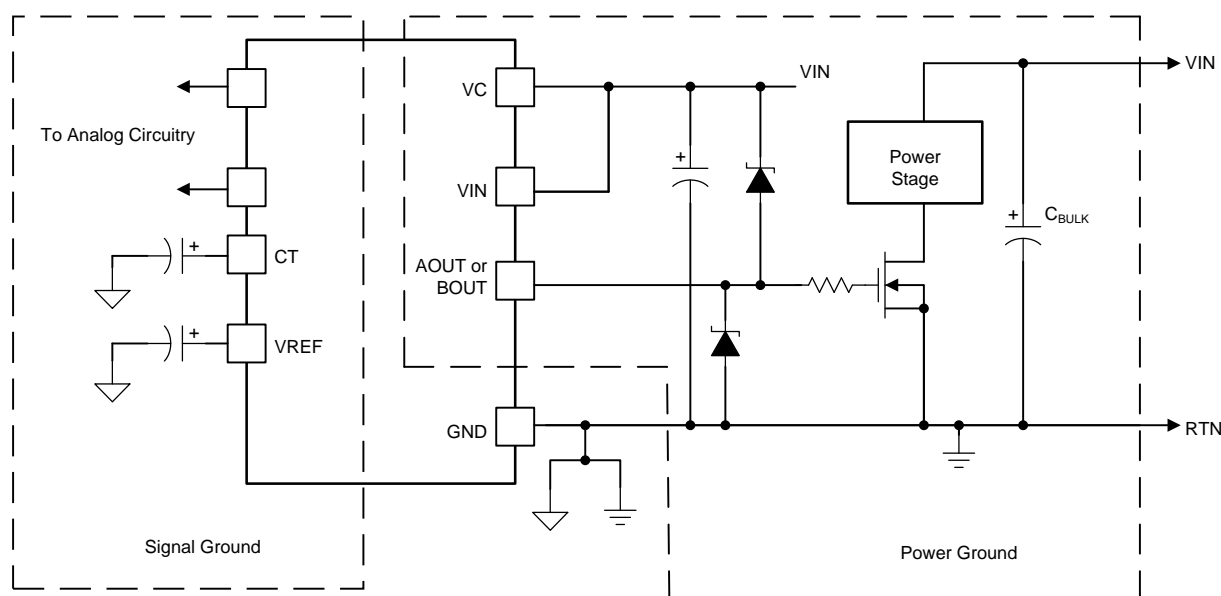 VC
VIN
VIN
To Analog Circuitry
Power
Stage
+
VIN
+
CBULK
+
CT
AOUT or
BOUT
+
VREF
GND
RTN
Signal Ground
Power Ground